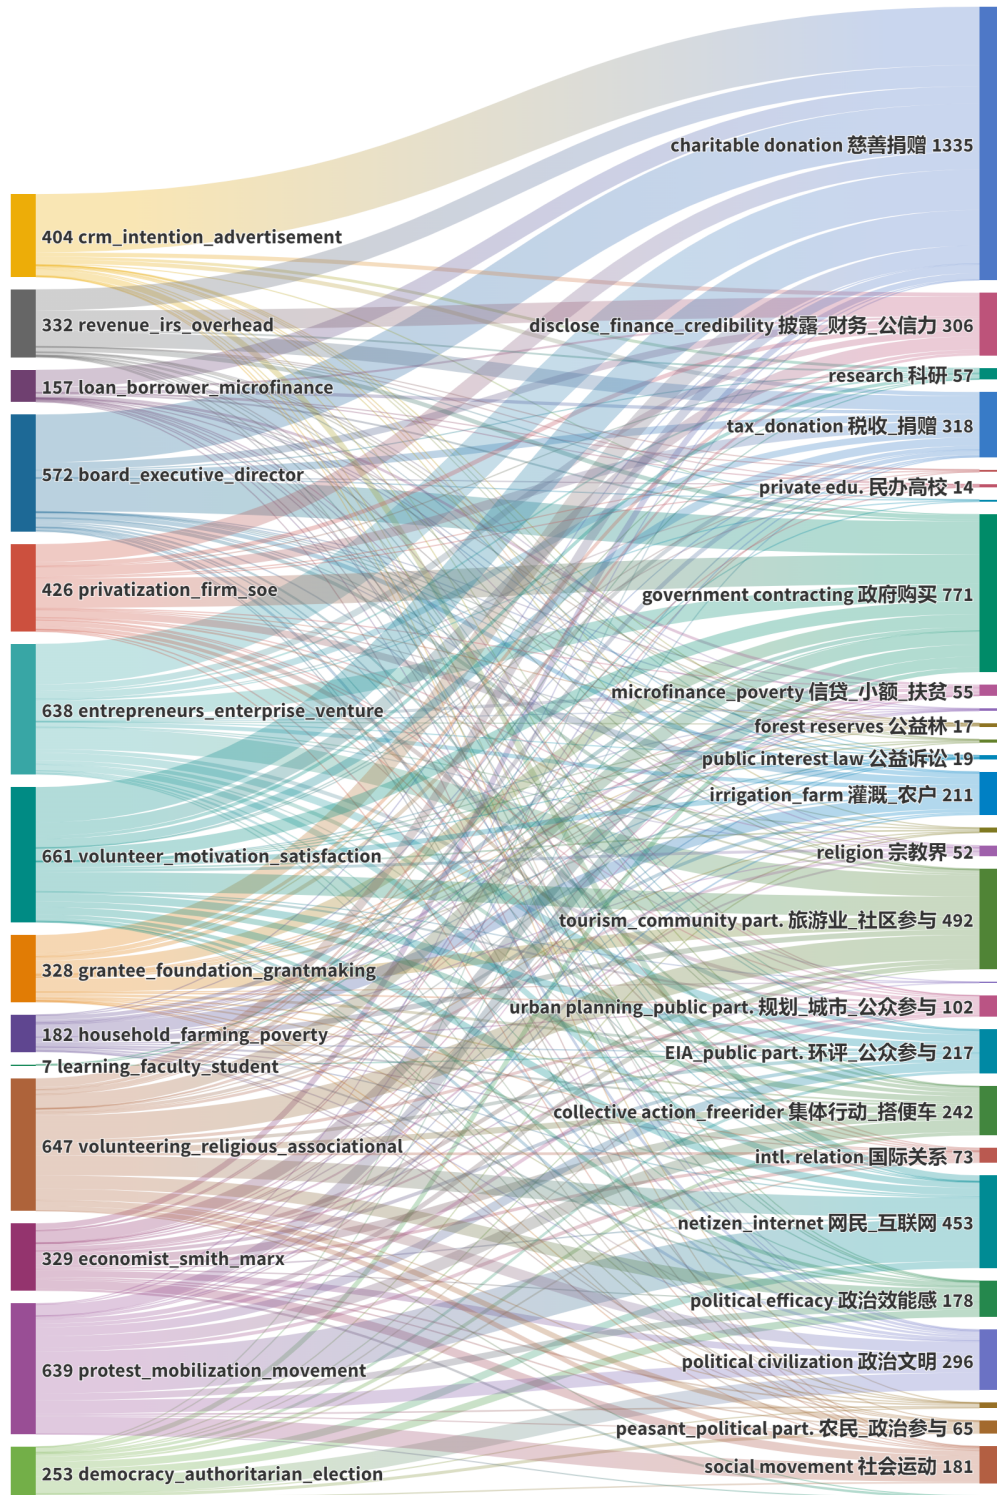 charitable donation 慈善捐赠 1335
404 crm_intention_advertisement
332 revenue_irs_overhead
disclose_finance_credibility 披露_财务_公信力 306
research 科研 57
157 loan_borrower_microfinance
tax_donation 税收_捐赠 318
572 board_executive_director
private edu. 民办高校 14
426 privatization_firm_soe
government contracting 政府购买 771
microfinance_poverty 信贷_小额_扶贫 55
638 entrepreneurs_enterprise_venture
forest reserves 公益林 17
public interest law 公益诉讼 19
irrigation_farm 灌溉_农户 211
661 volunteer_motivation_satisfaction
religion 宗教界 52
tourism_community part. 旅游业_社区参与 492
328 grantee_foundation_grantmaking
urban planning_public part. 规划_城市_公众参与 102
182 household_farming_poverty
EIA_public part. 环评_公众参与 217
7 learning_faculty_student
collective action_freerider 集体行动_搭便车 242
647 volunteering_religious_associational
intl. relation 国际关系 73
netizen_internet 网民_互联网 453
329 economist_smith_marx
political efficacy 政治效能感 178
political civilization 政治文明 296
639 protest_mobilization_movement
peasant_political part. 农民_政治参与 65
social movement 社会运动 181
253 democracy_authoritarian_election